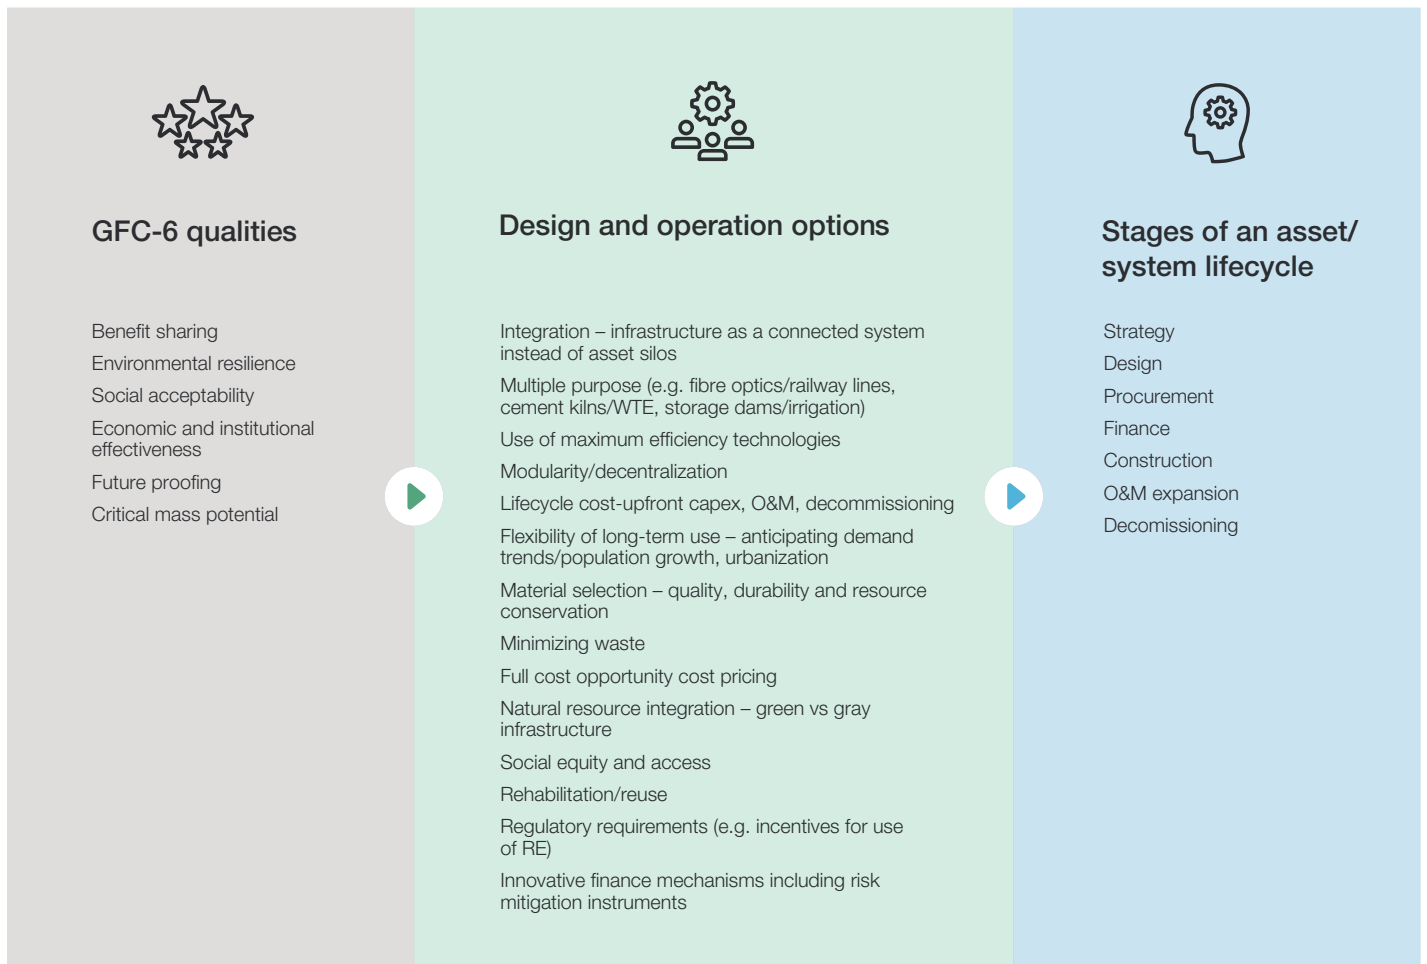 GFC-6 qualities
Benefit sharing
Environmental resilience
Social acceptability
Economic and institutional
effectiveness
Future proofing
Critical mass potential
Design and operation options
Integration – infrastructure as a connected system
instead of asset silos
Multiple purpose (e.g. fibre optics/railway lines,
cement kilns/WTE, storage dams/irrigation)
Use of maximum efficiency technologies
Modularity/decentralization
Lifecycle cost-upfront capex, O&M, decommissioning
Flexibility of long-term use – anticipating demand
trends/population growth, urbanization
Material selection – quality, durability and resource
conservation
Minimizing waste
Full cost opportunity cost pricing
Natural resource integration – green vs gray
infrastructure
Social equity and access
Rehabilitation/reuse
Regulatory requirements (e.g. incentives for use
of RE)
Innovative finance mechanisms including risk
mitigation instruments
Stages of an asset/
system lifecycle
Strategy
Design
Procurement
Finance
Construction
O&M expansion
Decomissioning